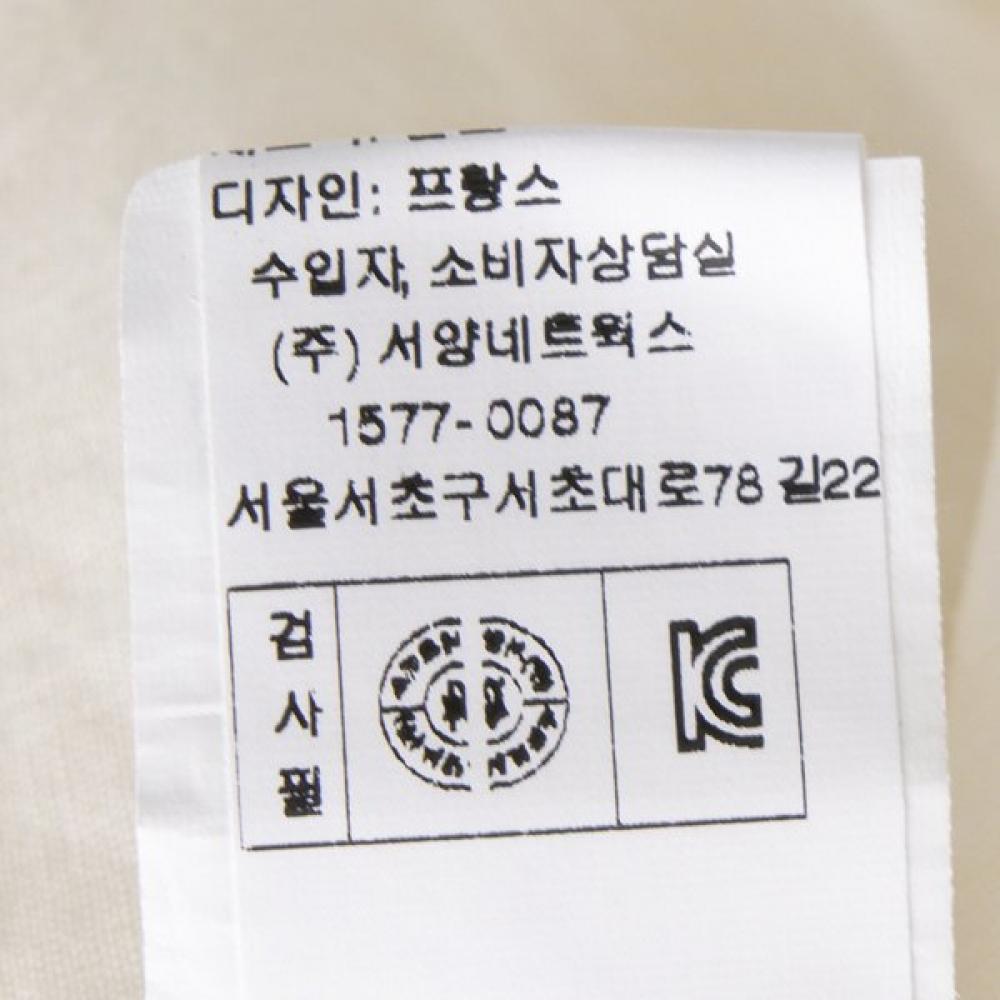 디자인: 프랑스
수입자, 소비자상담실
(주) 서양네트웍스
1577-0087
서울서초구서초대로78 길22
검
사
필
KC